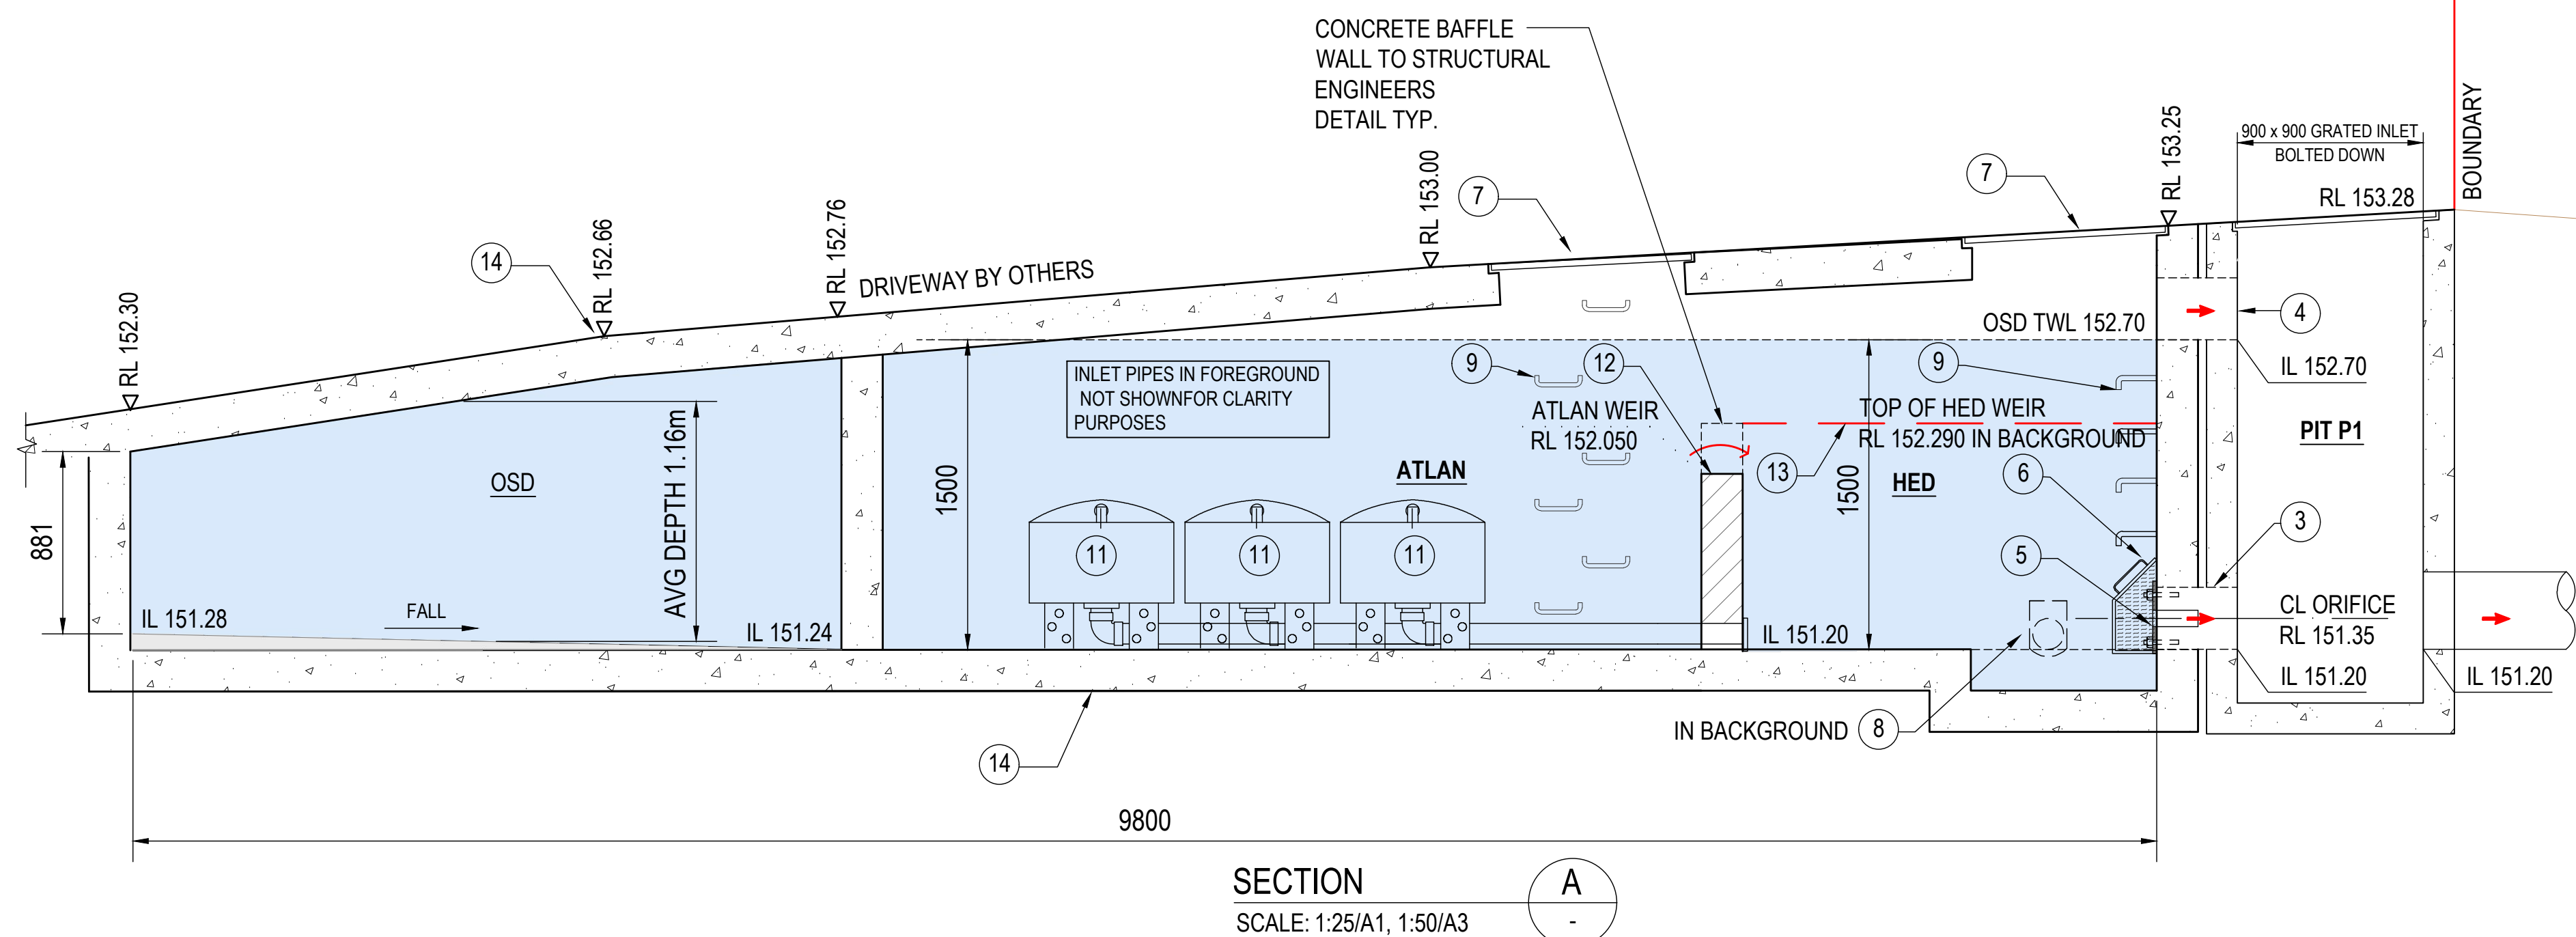 CONCRETE BAFFLE
WALL TO STRUCTURAL
ENGINEERS
DETAIL TYP.
BOUNDARY
RL 153.25
900 x 900 GRATED INLET
BOLTED DOWN
RL 153.28
7
7
RL 153.00
RL 152.76
RL 152.66
RL 152.30
14
DRIVEWAY BY OTHERS
OSD TWL 152.70
4
IL 152.70
INLET PIPES IN FOREGROUND
NOT SHOWNFOR CLARITY
PURPOSES
9
12
9
ATLAN WEIR
RL 152.050
TOP OF HED WEIR
RL 152.290 IN BACKGROUND
PIT P1
881
OSD
AVG DEPTH 1.16m
1500
ATLAN
13
1500
HED
6
3
5
11
11
11
IL 151.28
FALL
IL 151.24
IL 151.20
CL ORIFICE
RL 151.35
IL 151.20
IL 151.20
IN BACKGROUND
8
14
9800
SECTION
A
SCALE: 1:25/A1, 1:50/A3
-